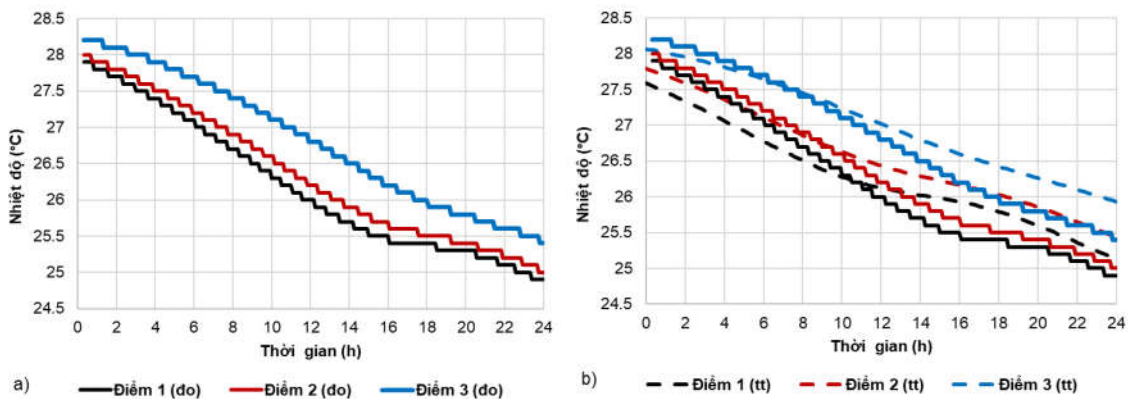 28.5
28
27.5
27
26.5
26
25.5
25
24.5
Nhiệt độ (°C)
0 2 4 6 8 10 12 14 16 18 20 22 24
Thời gian (h)
a)
Điểm 1 (đo) Điểm 2 (đo) Điểm 3 (đo)
28.5
28
27.5
27
26.5
26
25.5
25
24.5
Nhiệt độ (°C)
0 2 4 6 8 10 12 14 16 18 20 22 24
Thời gian (h)
b)
Điểm 1 (tt) Điểm 2 (tt) Điểm 3 (tt)